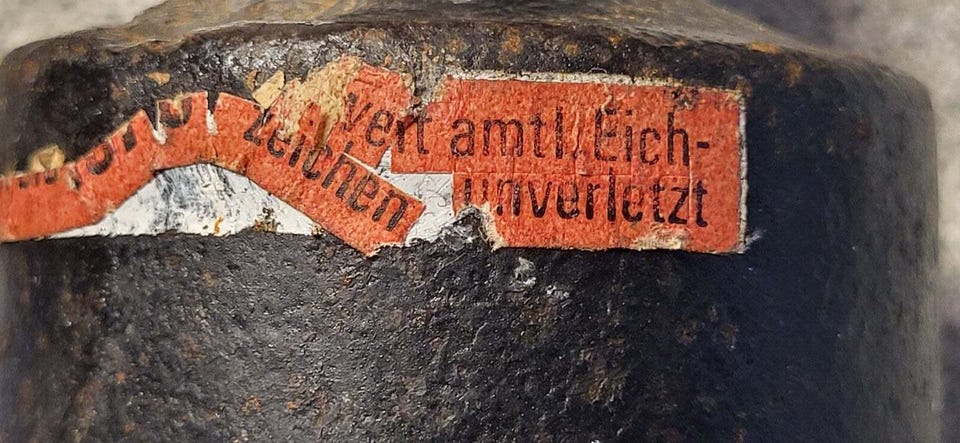 wert amtl. Eich-
zeichen unverletzt